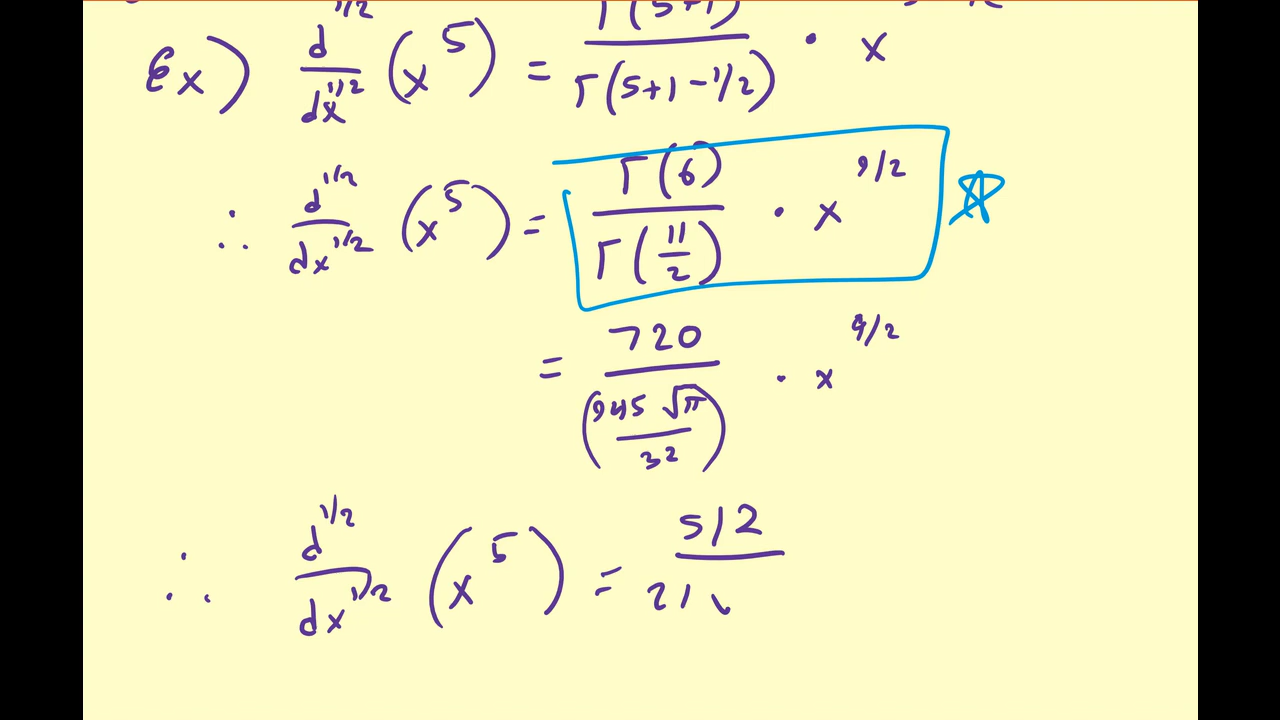 Ex) d^1/2/dx^1/2 (x^5) = Γ(5+1)/Γ(5+1-1/2) · x
∴ d^1/2/dx^1/2 (x^5) = Γ(6)/Γ(11/2) · x^9/2
= 720/(945√π/32) · x^9/2
∴ d^1/2/dx^1/2 (x^5) = 512/21